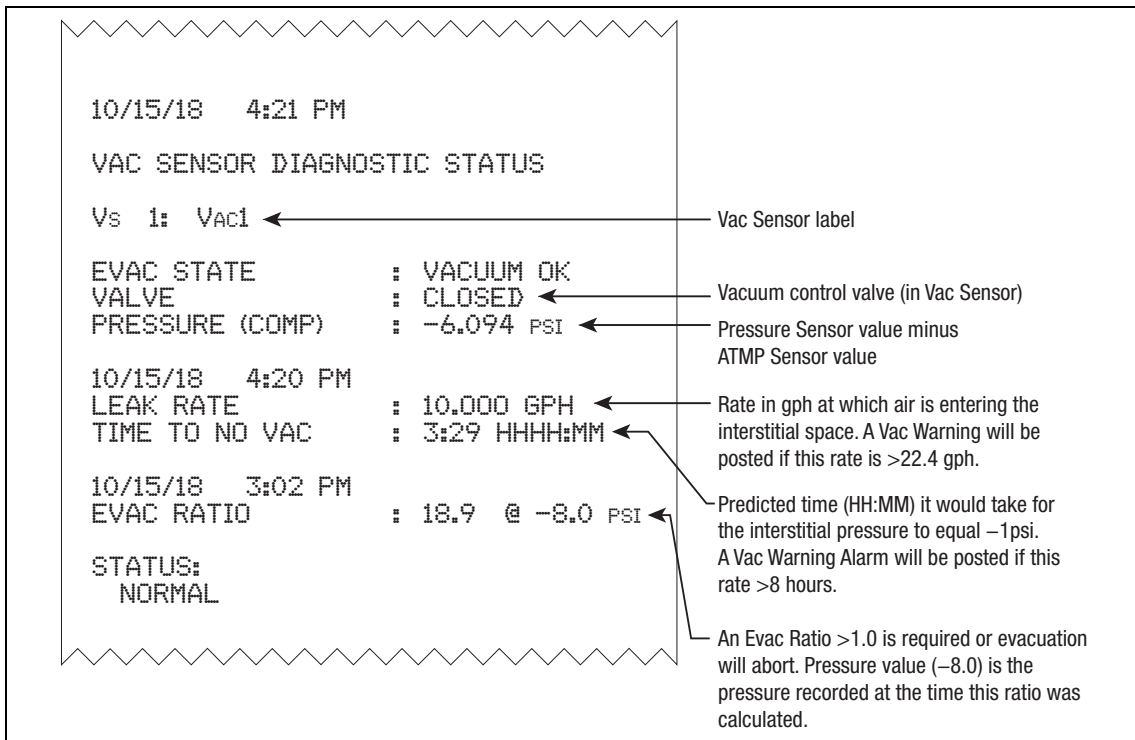 10/15/18 4:21 PM
VAC SENSOR DIAGNOSTIC STATUS
Vs 1: VAC1
Vac Sensor label
EVAC STATE : VACUUM OK
VALVE : CLOSED
Vacuum control valve (in Vac Sensor)
PRESSURE (COMP) : -6.094 PSI
Pressure Sensor value minus
ATMP Sensor value
10/15/18 4:20 PM
LEAK RATE : 10.000 GPH
Rate in gph at which air is entering the
interstitial space. A Vac Warning will be
posted if this rate is >22.4 gph.
TIME TO NO VAC : 3:29 HHHH:MM
Predicted time (HH:MM) it would take for
the interstitial pressure to equal –1psi.
A Vac Warning Alarm will be posted if this
rate >8 hours.
10/15/18 3:02 PM
EVAC RATIO : 18.9 @ -8.0 PSI
An Evac Ratio >1.0 is required or evacuation
will abort. Pressure value (–8.0) is the
pressure recorded at the time this ratio was
calculated.
STATUS:
NORMAL